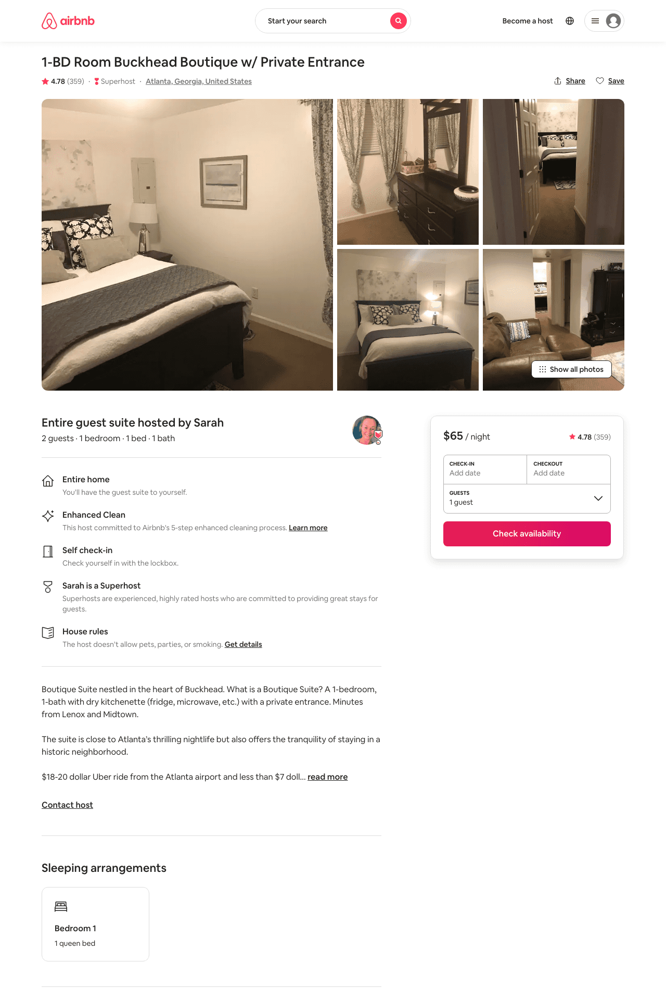 airbnb
Start your search
Become a host
1-BD Room Buckhead Boutique w/ Private Entrance
4.78 (359) · Superhost · Atlanta, Georgia, United States
Share
Save
Show all photos
Entire guest suite hosted by Sarah
2 guests · 1 bedroom · 1 bed · 1 bath
$65 / night
4.78 (359)
CHECK-IN
Add date
CHECKOUT
Add date
GUESTS
1 guest
Check availability
Entire home
You’ll have the guest suite to yourself.
Enhanced Clean
This host committed to Airbnb's 5-step enhanced cleaning process. Learn more
Self check-in
Check yourself in with the lockbox.
Sarah is a Superhost
Superhosts are experienced, highly rated hosts who are committed to providing great stays for
guests.
House rules
The host doesn’t allow pets, parties, or smoking. Get details
Boutique Suite nestled in the heart of Buckhead. What is a Boutique Suite? A 1-bedroom,
1-bath with dry kitchenette (fridge, microwave, etc.) with a private entrance. Minutes
from Lenox and Midtown.
The suite is close to Atlanta’s thrilling nightlife but also offers the tranquility of staying in a
historic neighborhood.
$18-20 dollar Uber ride from the Atlanta airport and less than $7 doll... read more
Contact host
Sleeping arrangements
Bedroom 1
1 queen bed